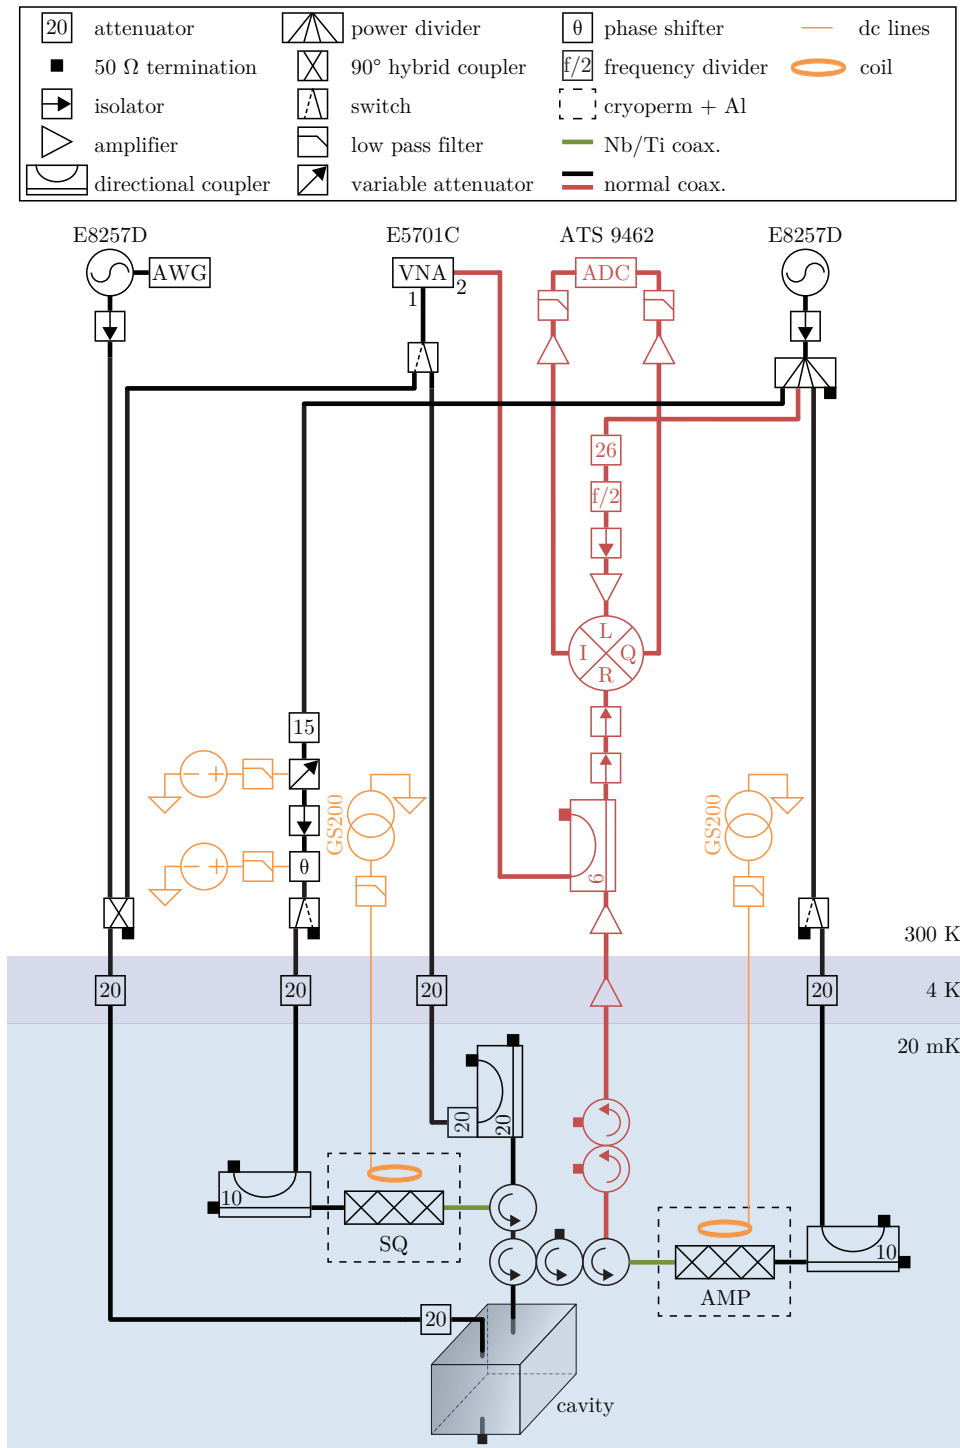 20 attenuator power divider θ phase shifter dc lines
50 Ω termination 90° hybrid coupler f/2 frequency divider coil
isolator switch cryoperm + Al
amplifier low pass filter Nb/Ti coax.
directional coupler variable attenuator normal coax.
E8257D E5701C ATS 9462 E8257D
AWG VNA ADC
1 2
26
f/2
L
I Q
R
15
GS200 GS200
θ
6
300 K
20 20 20 20 4 K
20 mK
20 20
10
SQ
10
AMP
20
cavity